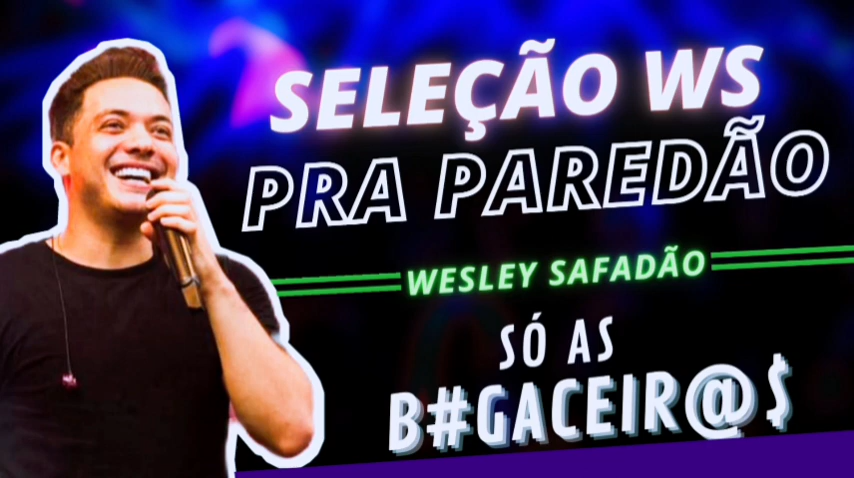 SELEÇÃO WS
PRA PAREDÃO
WESLEY SAFADÃO
SÓ AS
B#GACEIR@$